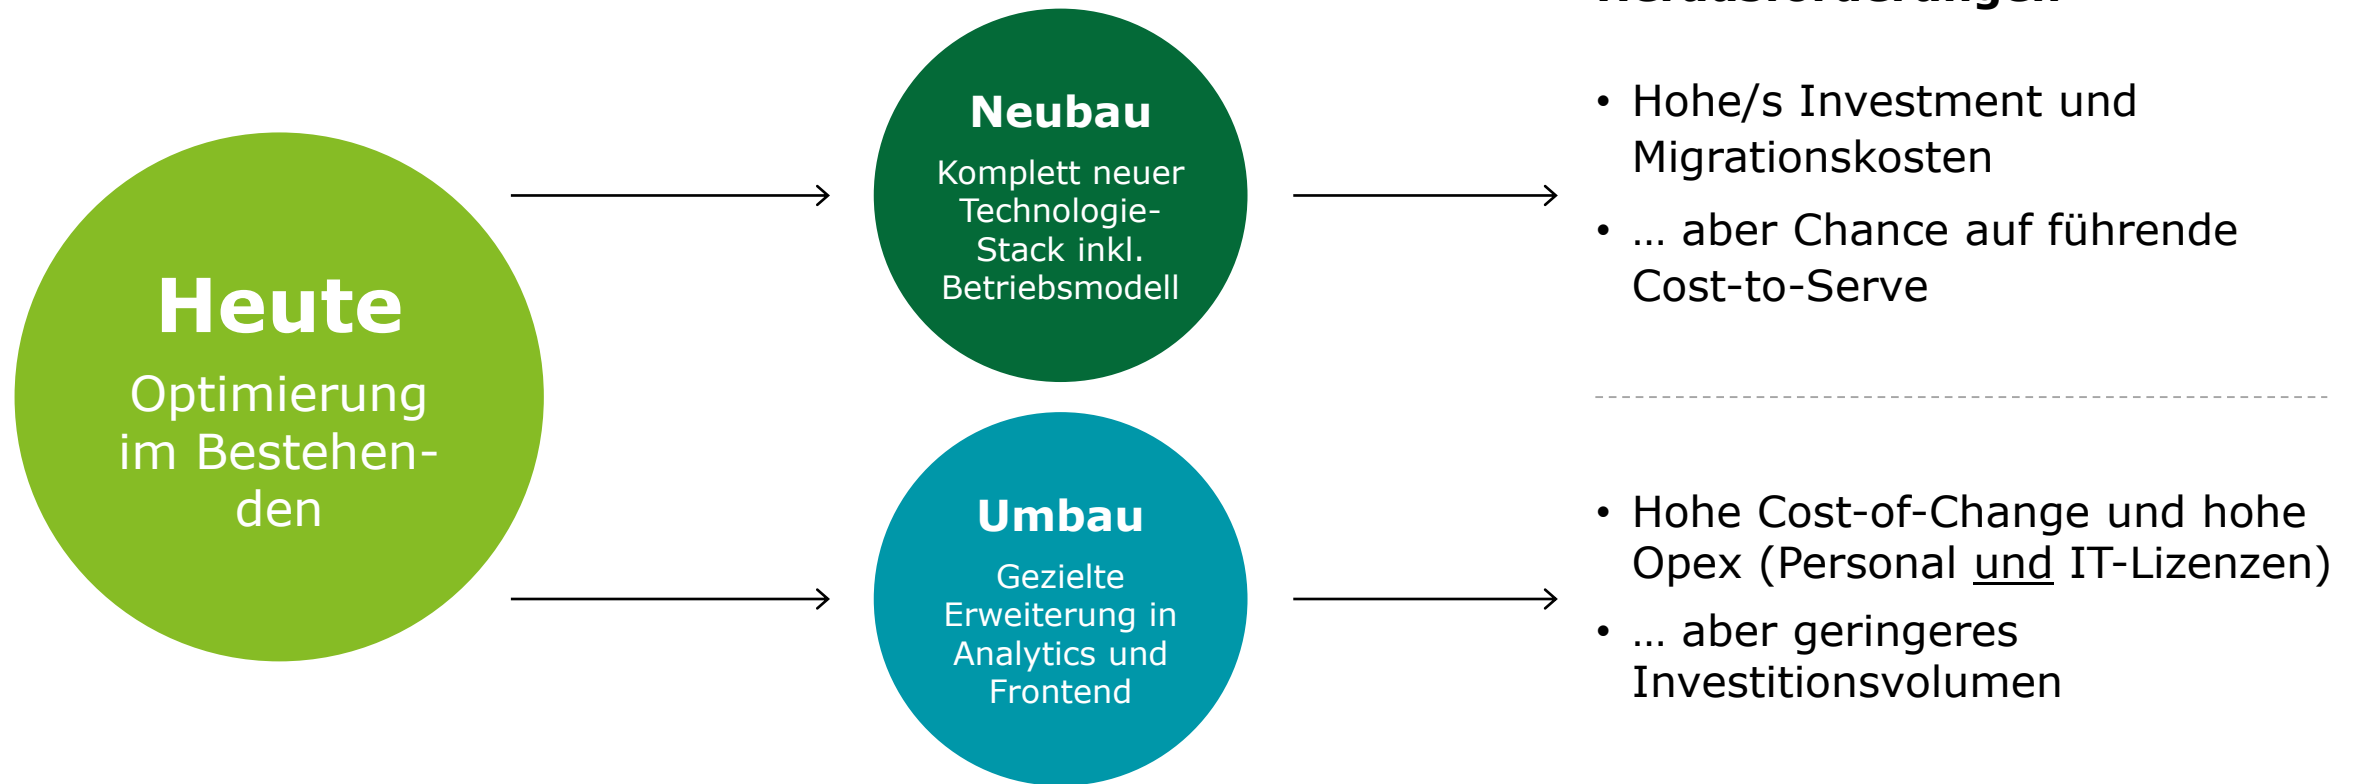 Herausforderungen
Heute
Optimierung
im Bestehen-
den
Neubau
Komplett neuer
Technologie-
Stack inkl.
Betriebsmodell
• Hohe/s Investment und
Migrationskosten
• … aber Chance auf führende
Cost-to-Serve
Umbau
Gezielte
Erweiterung in
Analytics und
Frontend
• Hohe Cost-of-Change und hohe
Opex (Personal und IT-Lizenzen)
• … aber geringeres
Investitionsvolumen